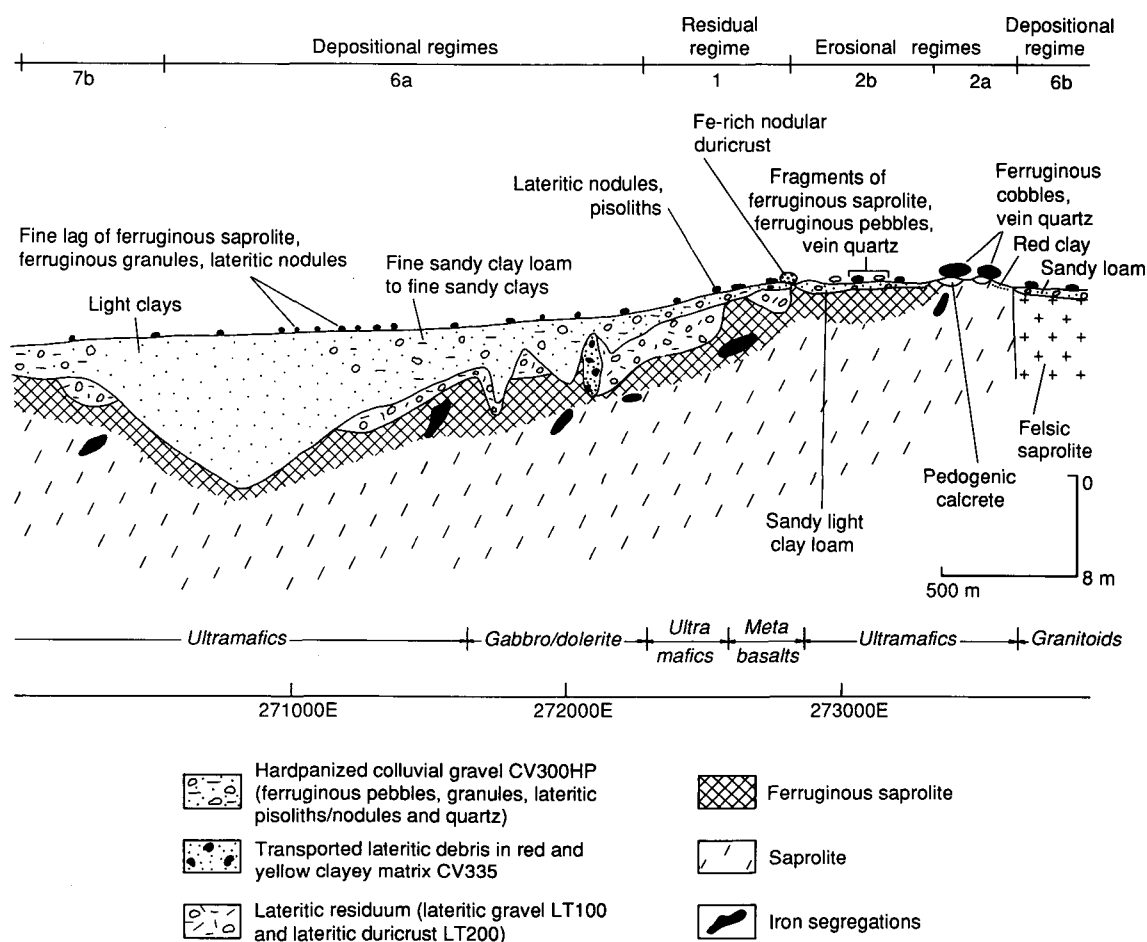 Depositional regimes
Residual
regime
Erosional regimes
Depositional
regime
7b
6a
1
2b
2a
6b
Fe-rich nodular
duricrust
Lateritic nodules,
pisoliths
Fragments of
ferruginous saprolite,
ferruginous pebbles,
vein quartz
Ferruginous
cobbles,
vein quartz
Red clay
Sandy loam
Fine lag of ferruginous saprolite,
ferruginous granules, lateritic nodules
Fine sandy clay loam
to fine sandy clays
Light clays
Felsic
saprolite
Pedogenic
calcrete
Sandy light
clay loam
0
8 m
500 m
Ultramafics
Gabbro/dolerite
Ultra
mafics
Meta
basalts
Ultramafics
Granitoids
271000E
272000E
273000E
Hardpanized colluvial gravel CV300HP
(ferruginous pebbles, granules, lateritic
pisoliths/nodules and quartz)
Transported lateritic debris in red and
yellow clayey matrix CV335
Lateritic residuum (lateritic gravel LT100
and lateritic duricrust LT200)
Ferruginous saprolite
Saprolite
Iron segregations